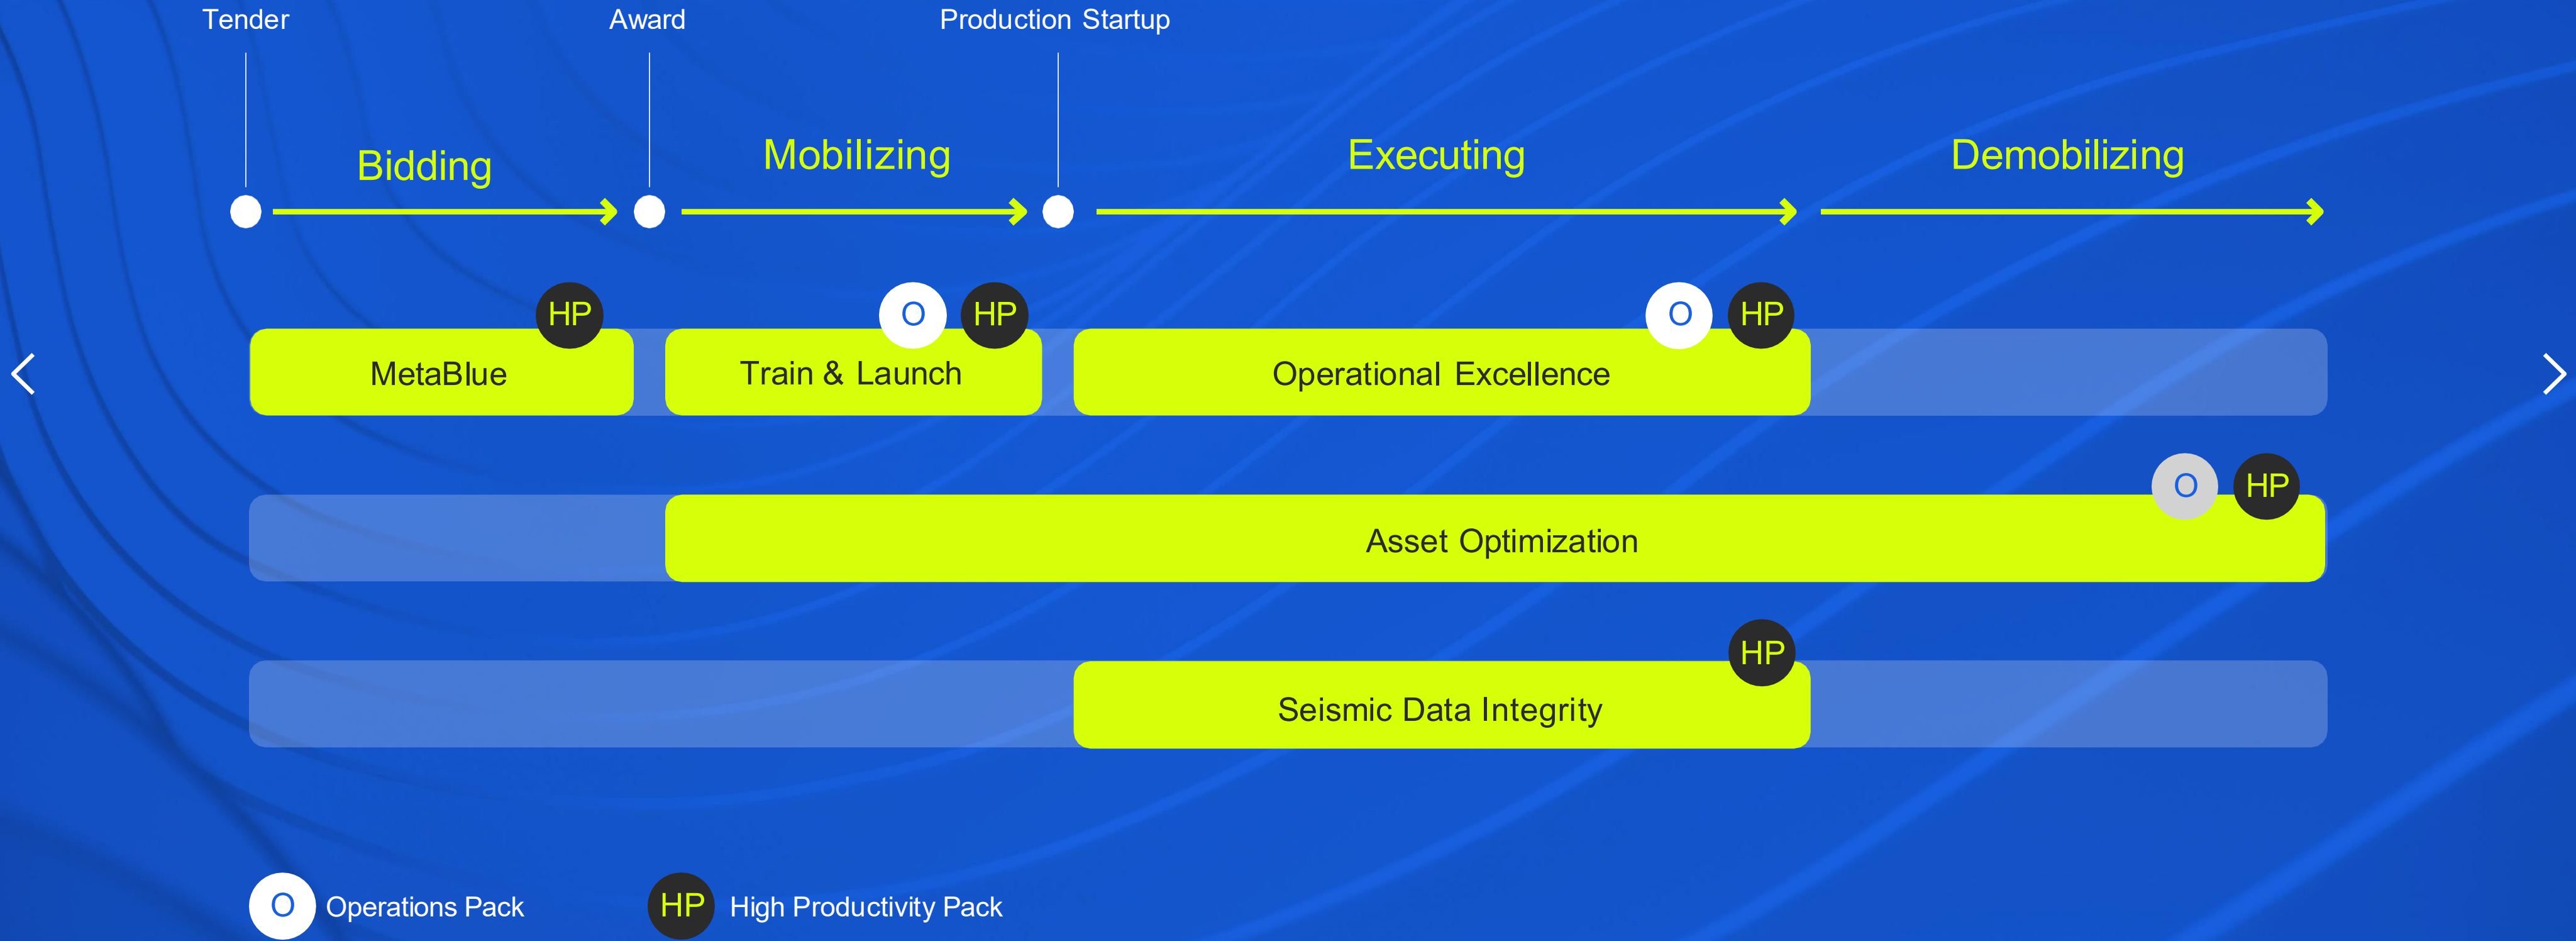 Tender
Award
Production Startup
Bidding
Mobilizing
Executing
Demobilizing
HP
O
HP
O
HP
MetaBlue
Train & Launch
Operational Excellence
O
HP
Asset Optimization
HP
Seismic Data Integrity
O
Operations Pack
HP
High Productivity Pack